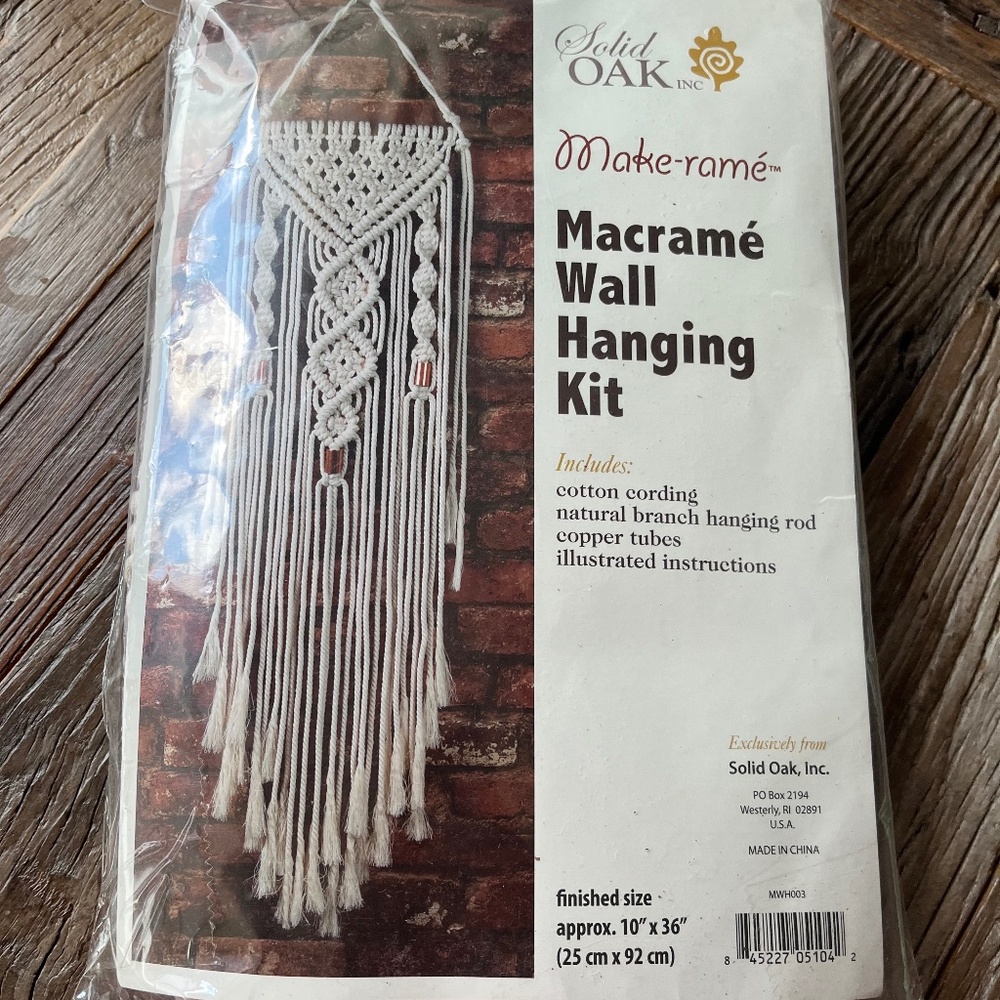 Solid
OAK INC
Make-ramé™
Macramé
Wall
Hanging
Kit
Includes:
cotton cording
natural branch hanging rod
copper tubes
illustrated instructions
Exclusively from
Solid Oak, Inc.
PO Box 2194
Westerly, RI 02891
U.S.A.
MADE IN CHINA
MWH003
finished size
approx. 10” x 36”
(25 cm x 92 cm)
8 45227 05104 2